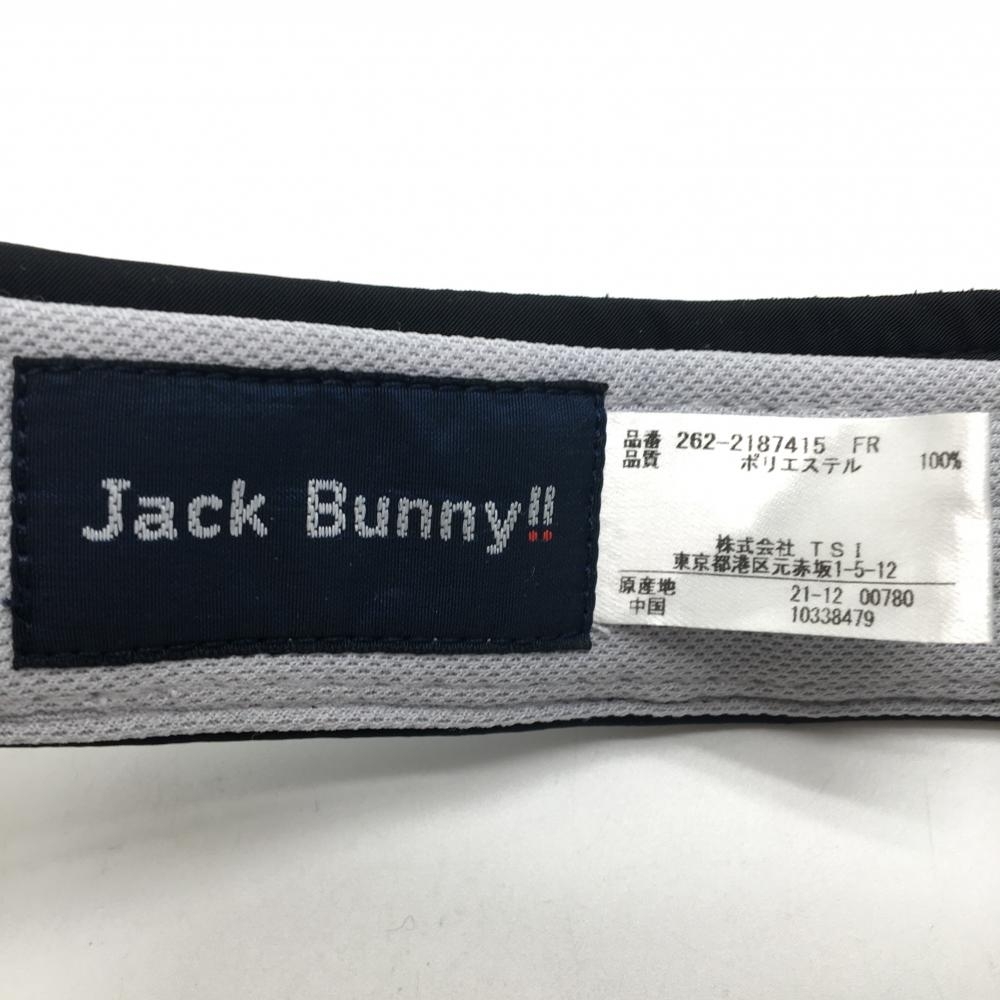 Jack Bunny!!
品番 262-2187415 FR
品質 ポリエステル 100%
株式会社 TSI
東京都港区元赤坂1-5-12
原産地 21-12 00780
中国 10338479